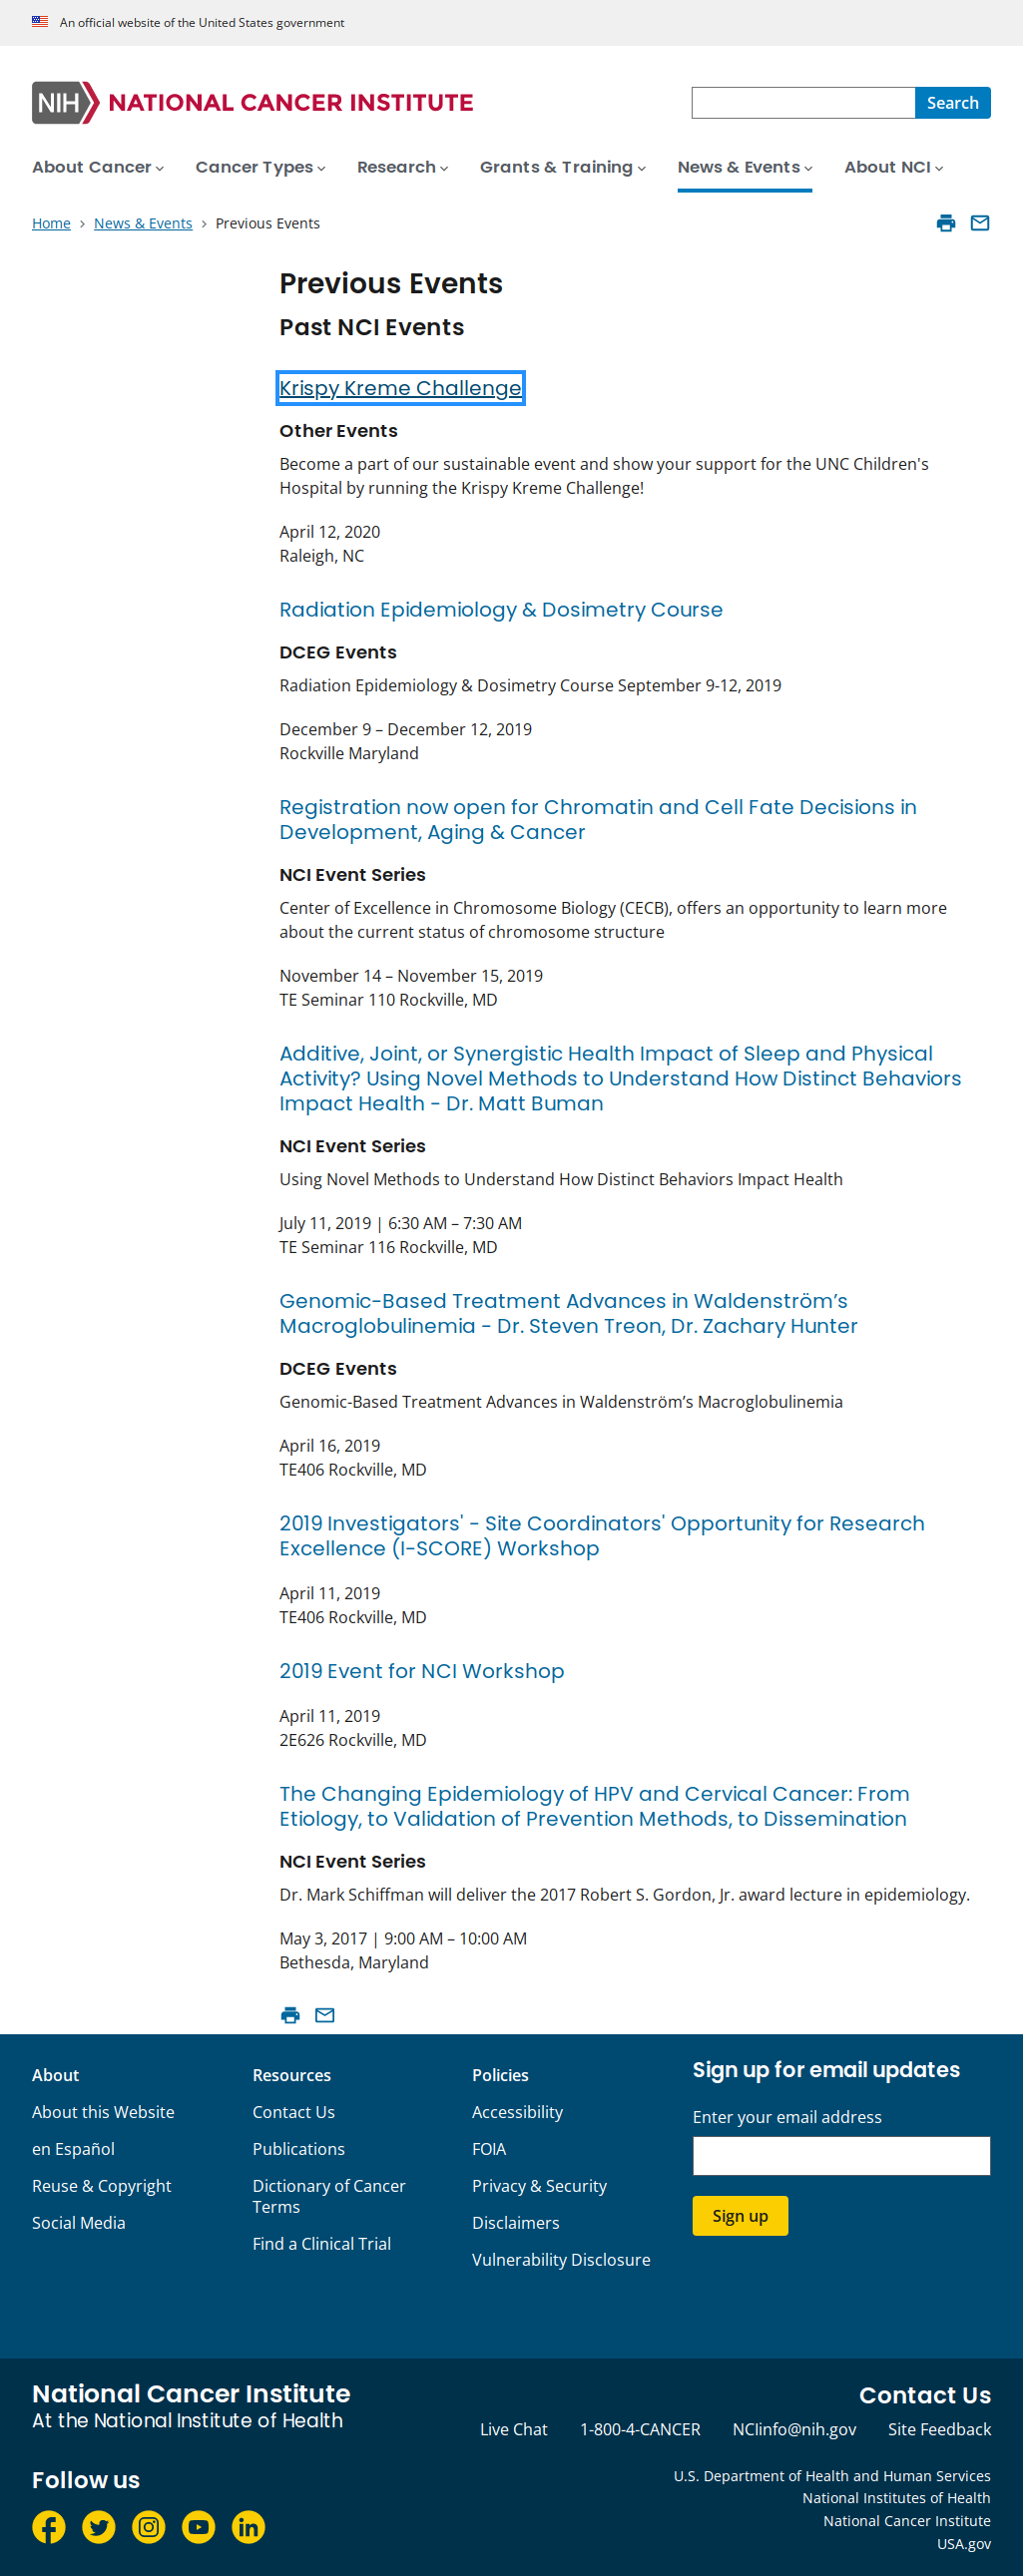 An official website of the United States government
NIH NATIONAL CANCER INSTITUTE
Search
About Cancer
Cancer Types
Research
Grants & Training
News & Events
About NCI
Home > News & Events > Previous Events
Previous Events
Past NCI Events
Krispy Kreme Challenge
Other Events
Become a part of our sustainable event and show your support for the UNC Children's
Hospital by running the Krispy Kreme Challenge!
April 12, 2020
Raleigh, NC
Radiation Epidemiology & Dosimetry Course
DCEG Events
Radiation Epidemiology & Dosimetry Course September 9-12, 2019
December 9 – December 12, 2019
Rockville Maryland
Registration now open for Chromatin and Cell Fate Decisions in
Development, Aging & Cancer
NCI Event Series
Center of Excellence in Chromosome Biology (CECB), offers an opportunity to learn more
about the current status of chromosome structure
November 14 – November 15, 2019
TE Seminar 110 Rockville, MD
Additive, Joint, or Synergistic Health Impact of Sleep and Physical
Activity? Using Novel Methods to Understand How Distinct Behaviors
Impact Health - Dr. Matt Buman
NCI Event Series
Using Novel Methods to Understand How Distinct Behaviors Impact Health
July 11, 2019 | 6:30 AM – 7:30 AM
TE Seminar 116 Rockville, MD
Genomic-Based Treatment Advances in Waldenström’s
Macroglobulinemia - Dr. Steven Treon, Dr. Zachary Hunter
DCEG Events
Genomic-Based Treatment Advances in Waldenström’s Macroglobulinemia
April 16, 2019
TE406 Rockville, MD
2019 Investigators' - Site Coordinators' Opportunity for Research
Excellence (I-SCORE) Workshop
April 11, 2019
TE406 Rockville, MD
2019 Event for NCI Workshop
April 11, 2019
2E626 Rockville, MD
The Changing Epidemiology of HPV and Cervical Cancer: From
Etiology, to Validation of Prevention Methods, to Dissemination
NCI Event Series
Dr. Mark Schiffman will deliver the 2017 Robert S. Gordon, Jr. award lecture in epidemiology.
May 3, 2017 | 9:00 AM – 10:00 AM
Bethesda, Maryland
About
About this Website
en Español
Reuse & Copyright
Social Media
Resources
Contact Us
Publications
Dictionary of Cancer
Terms
Find a Clinical Trial
Policies
Accessibility
FOIA
Privacy & Security
Disclaimers
Vulnerability Disclosure
Sign up for email updates
Enter your email address
Sign up
National Cancer Institute
At the National Institute of Health
Contact Us
Live Chat
1-800-4-CANCER
NCIinfo@nih.gov
Site Feedback
Follow us
U.S. Department of Health and Human Services
National Institutes of Health
National Cancer Institute
USA.gov